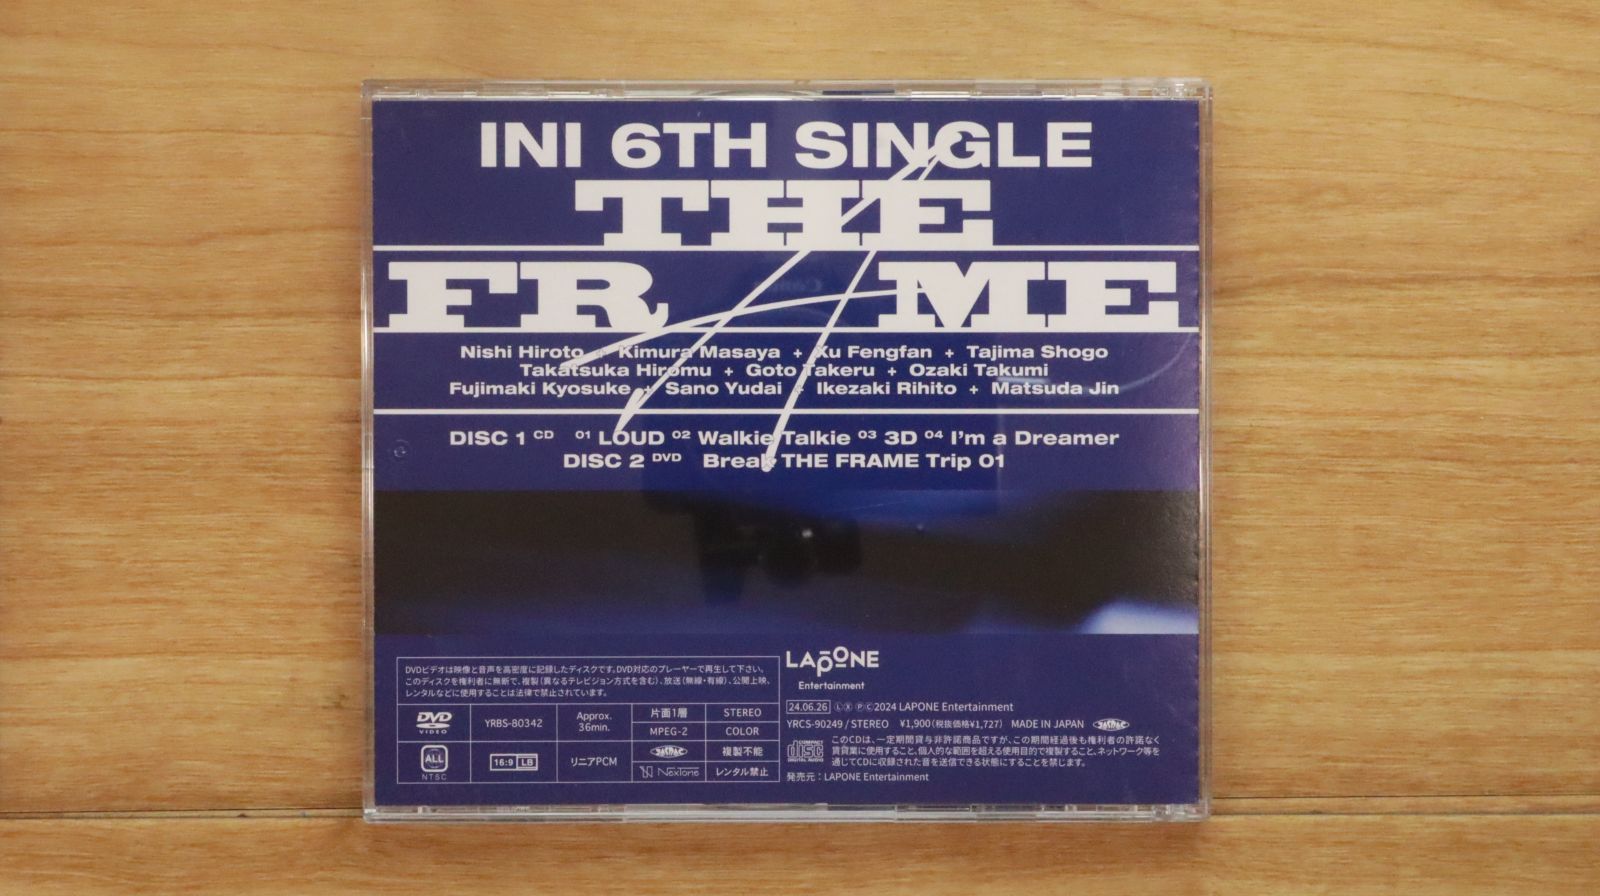 INI 6TH SINGLE
THE
FRAME
Nishi Hiroto + Kimura Masaya + Xu Fengfan + Tajima Shogo
Takatsuka Hiromu + Goto Takeru + Ozaki Takumi
Fujimaki Kyosuke + Sano Yudai + Ikezaki Rihito + Matsuda Jin
DISC 1 CD 01 LOUD 02 Walkie Talkie 03 3D 04 I'm a Dreamer
DISC 2 DVD Break THE FRAME Trip 01
DVDビデオは映像と音声を高密度に記録したディスクです。DVD対応のプレーヤーで再生して下さい。
このディスクを権利者に無断で、複製(異なるテレビジョン方式を含む)、放送(無線・有線)、公開上映、
レンタルなどに使用することは法律で禁止されています。
DVD VIDEO
YRBS-80342
Approx. 36min.
片面1層
STEREO
MPEG-2
COLOR
ALL
NTSC
16:9 LB
リニアPCM
JASRAC
複製不能
NexTone
レンタル禁止
LAPONE
Entertainment
24.06.26 Ⓛ Ⓧ Ⓟ Ⓒ 2024 LAPONE Entertainment
YRCS-90249 / STEREO ¥1,900(税抜価格¥1,727) MADE IN JAPAN JASRAC
COMPACT disc DIGITAL AUDIO
このCDは、一定期間貸与非許諾商品ですが、この期間経過後も権利者の許諾なく
賃貸業に使用すること、個人的な範囲を超える使用目的で複製すること、ネットワーク等を
通じてCDに収録された音を送信できる状態にすることを禁じます。
発売元:LAPONE Entertainment